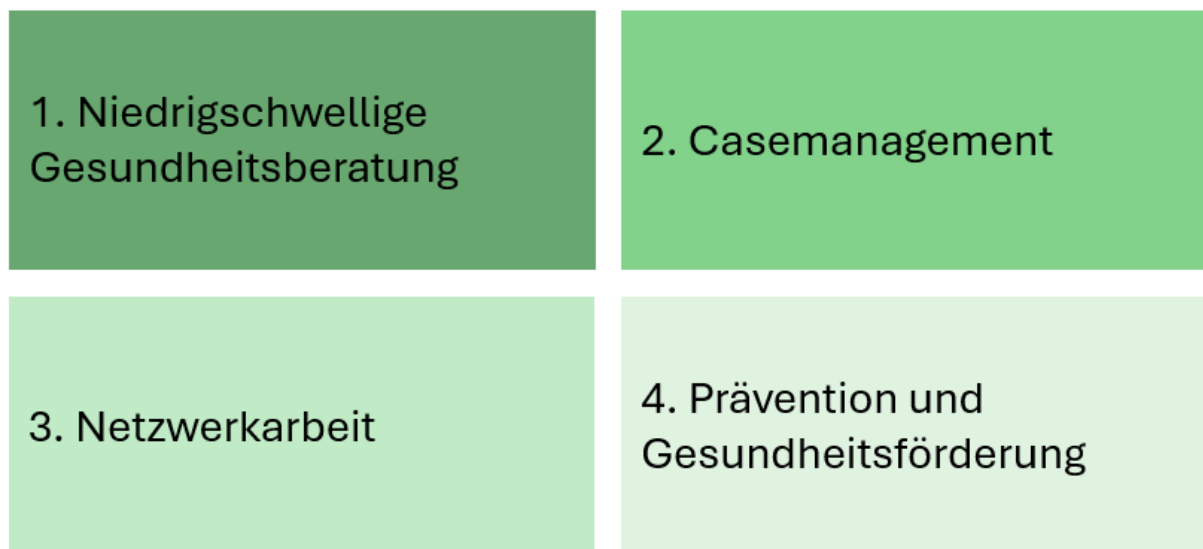 1. Niedrigschwellige
Gesundheitsberatung
2. Casemanagement
3. Netzwerkarbeit
4. Prävention und
Gesundheitsförderung